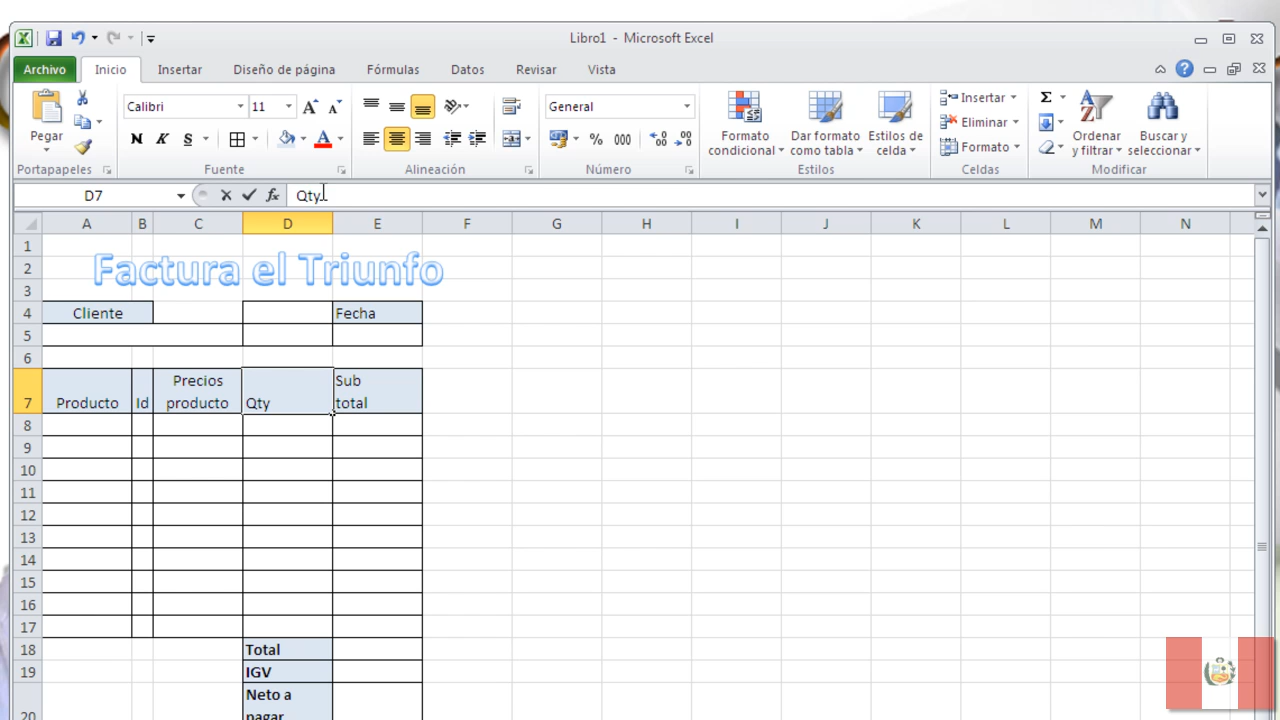 Libro1 - Microsoft Excel
Archivo Inicio Insertar Diseño de página Fórmulas Datos Revisar Vista
Pegar
Portapapeles
Calibri 11
A A
N K S
A
Fuente
Alineación
General
% 000
Número
Formato condicional
Dar formato como tabla
Estilos de celda
Estilos
Insertar
Eliminar
Formato
Celdas
Σ
Ordenar y filtrar
Buscar y seleccionar
Modificar
D7 fx Qty
A B C D E F G H I J K L M N
1
2 Factura el Triunfo
3
4 Cliente Fecha
5
6
7 Producto Id Precios producto Qty Sub total
8
9
10
11
12
13
14
15
16
17
18 Total
19 IGV
20 Neto a pagar